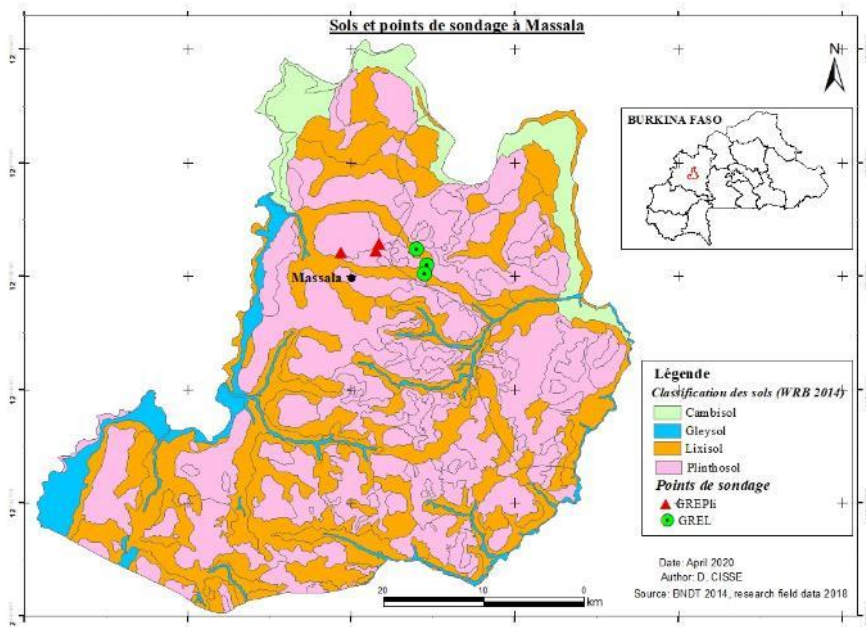 Sols et points de sondage à Massala
N
BURKINA FASO
Massala
Légende
Classification des sols (WRB 2014)
Cambisol
Gleysol
Lixisol
Plinthosol
Points de sondage
GREPli
GREL
Date: April 2020
Author: D. CISSE
Source: BNDT 2014, research field data 2018
20 10 0
km